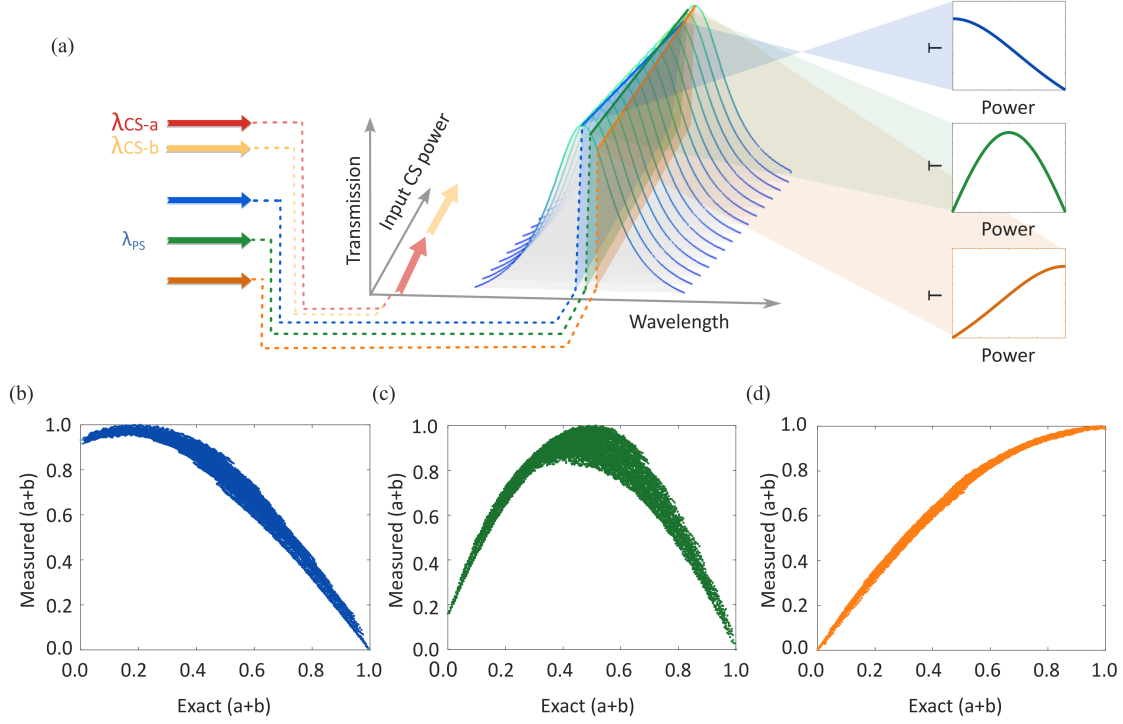 (a)
λCS-a
λCS-b
λPS
Transmission
Input CS power
Wavelength
T
Power
T
Power
T
Power
(b)
1.0
0.8
0.6
0.4
0.2
0.0
0.0 0.2 0.4 0.6 0.8 1.0
Measured (a+b)
Exact (a+b)
(c)
1.0
0.8
0.6
0.4
0.2
0.0
0.0 0.2 0.4 0.6 0.8 1.0
Measured (a+b)
Exact (a+b)
(d)
1.0
0.8
0.6
0.4
0.2
0.0
0.0 0.2 0.4 0.6 0.8 1.0
Measured (a+b)
Exact (a+b)